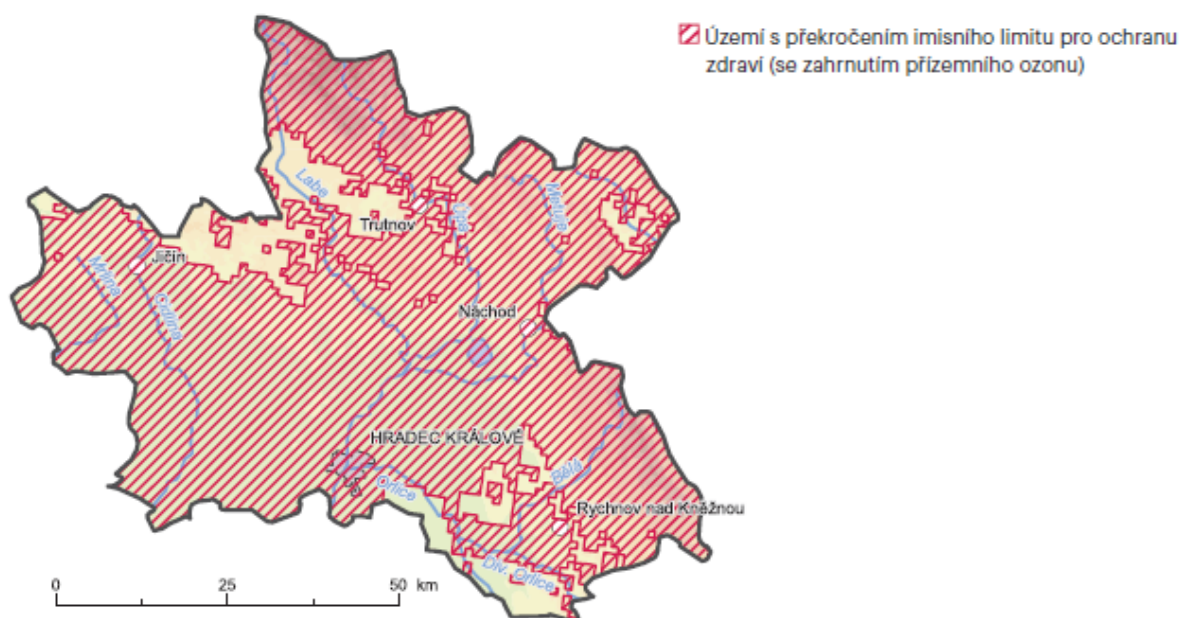 Území s překročením imisního limitu pro ochranu
zdraví (se zahrnutím přízemního ozonu)
Labe
Úpa
Metuje
Trutnov
Jičín
Mrlina
Cidlina
Náchod
HRADEC KRÁLOVÉ
Orlice
Bělá
Rychnov nad Kněžnou
Div. Orlice
0 25 50 km